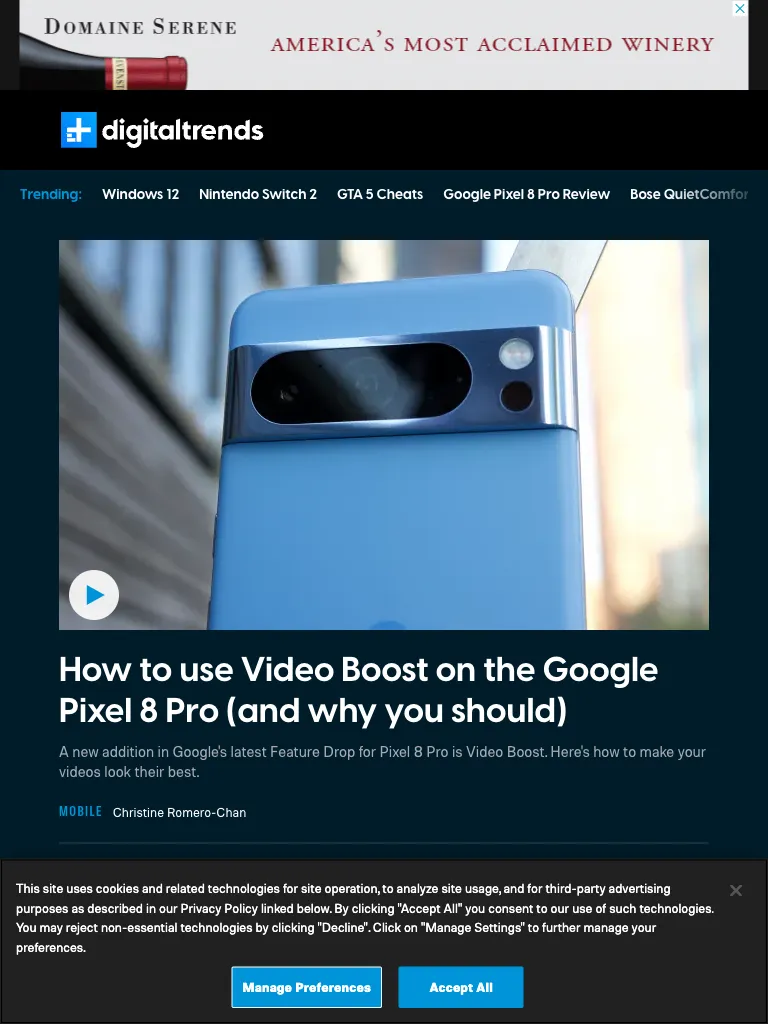 DOMAINE SERENE
AMERICA'S MOST ACCLAIMED WINERY
digitaltrends
Trending: Windows 12 Nintendo Switch 2 GTA 5 Cheats Google Pixel 8 Pro Review Bose QuietComfor
How to use Video Boost on the Google
Pixel 8 Pro (and why you should)
A new addition in Google's latest Feature Drop for Pixel 8 Pro is Video Boost. Here's how to make your
videos look their best.
MOBILE Christine Romero-Chan
This site uses cookies and related technologies for site operation, to analyze site usage, and for third-party advertising
purposes as described in our Privacy Policy linked below. By clicking "Accept All" you consent to our use of such technologies.
You may reject non-essential technologies by clicking "Decline". Click on "Manage Settings" to further manage your
preferences.
Manage Preferences Accept All